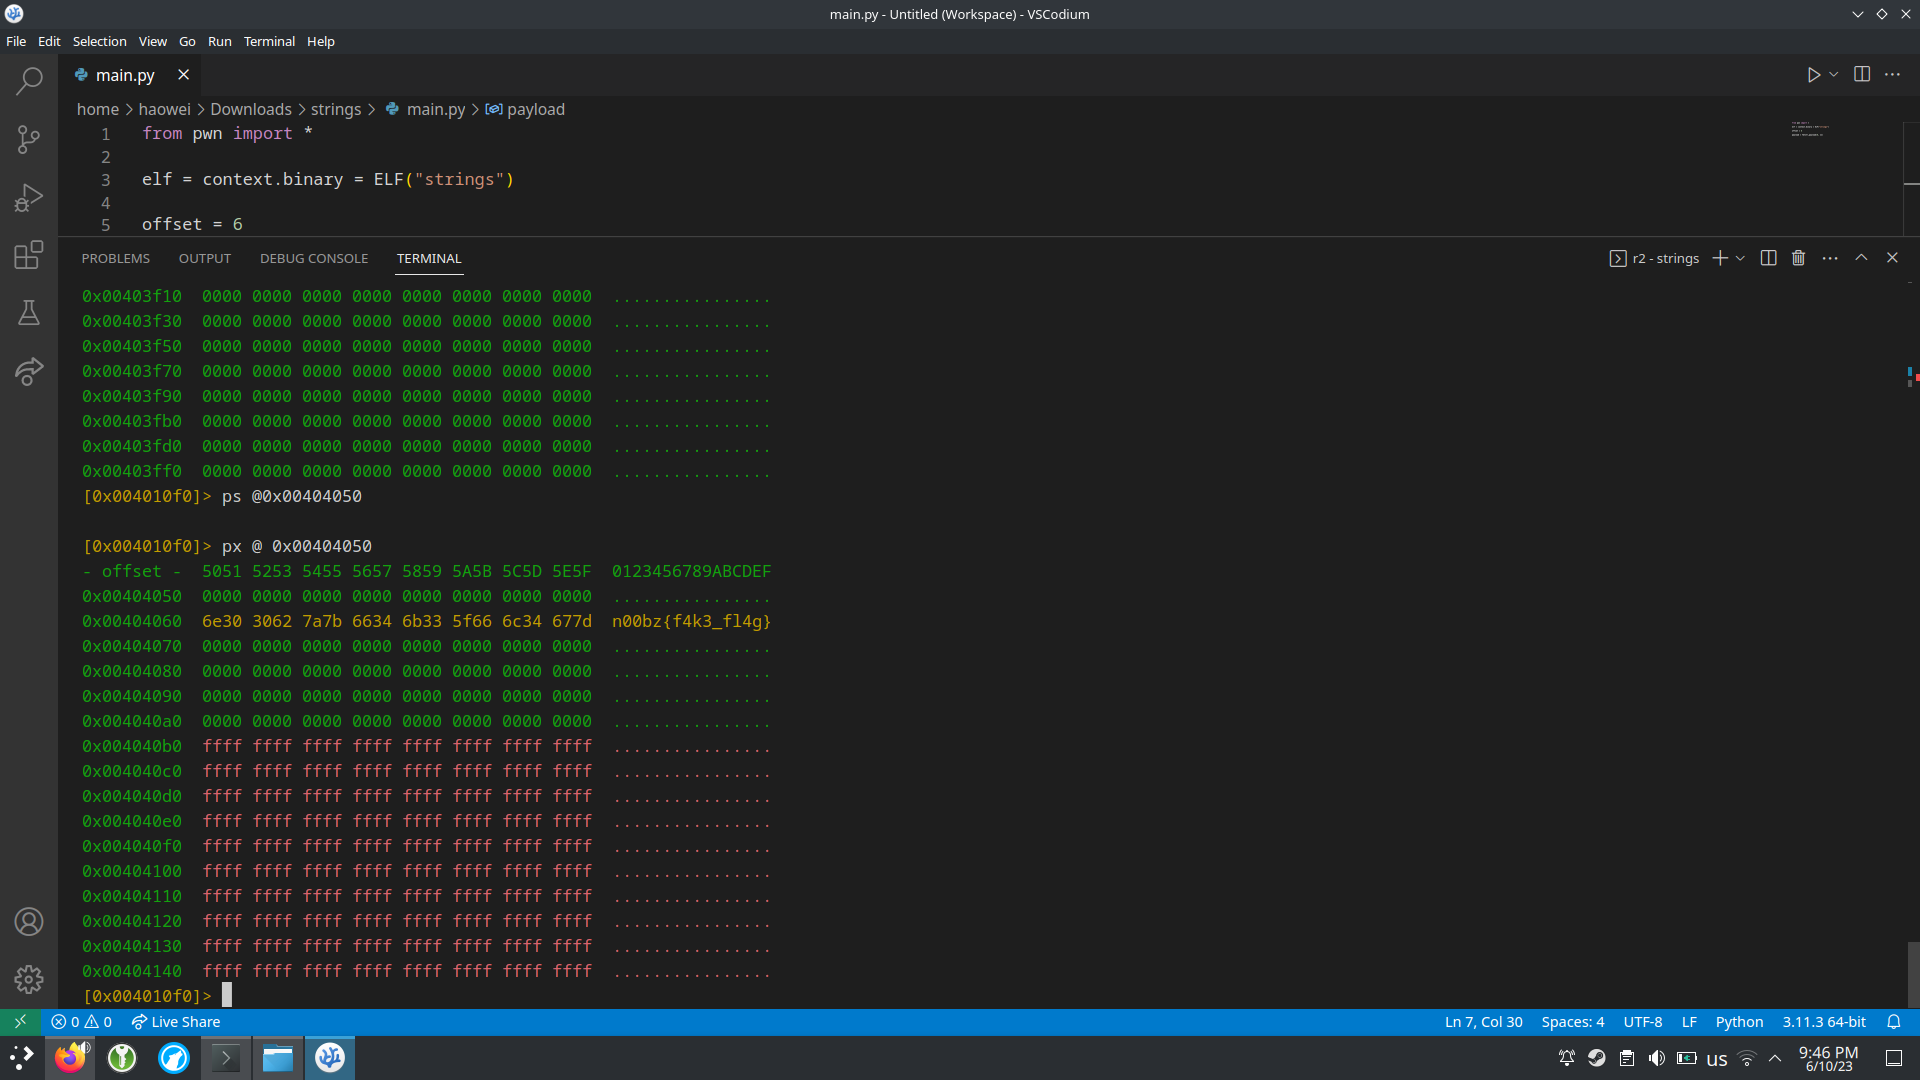 main.py - Untitled (Workspace) - VSCodium
File Edit Selection View Go Run Terminal Help
main.py
home > haowei > Downloads > strings > main.py > payload
1 from pwn import *
2
3 elf = context.binary = ELF("strings")
4
5 offset = 6
PROBLEMS OUTPUT DEBUG CONSOLE TERMINAL r2 - strings
0x00403f10 0000 0000 0000 0000 0000 0000 0000 0000 ................
0x00403f30 0000 0000 0000 0000 0000 0000 0000 0000 ................
0x00403f50 0000 0000 0000 0000 0000 0000 0000 0000 ................
0x00403f70 0000 0000 0000 0000 0000 0000 0000 0000 ................
0x00403f90 0000 0000 0000 0000 0000 0000 0000 0000 ................
0x00403fb0 0000 0000 0000 0000 0000 0000 0000 0000 ................
0x00403fd0 0000 0000 0000 0000 0000 0000 0000 0000 ................
0x00403ff0 0000 0000 0000 0000 0000 0000 0000 0000 ................
[0x004010f0]> ps @0x00404050
[0x004010f0]> px @ 0x00404050
- offset - 5051 5253 5455 5657 5859 5A5B 5C5D 5E5F 0123456789ABCDEF
0x00404050 0000 0000 0000 0000 0000 0000 0000 0000 ................
0x00404060 6e30 3062 7a7b 6634 6b33 5f66 6c34 677d n00bz{f4k3_fl4g}
0x00404070 0000 0000 0000 0000 0000 0000 0000 0000 ................
0x00404080 0000 0000 0000 0000 0000 0000 0000 0000 ................
0x00404090 0000 0000 0000 0000 0000 0000 0000 0000 ................
0x004040a0 0000 0000 0000 0000 0000 0000 0000 0000 ................
0x004040b0 ffff ffff ffff ffff ffff ffff ffff ffff ................
0x004040c0 ffff ffff ffff ffff ffff ffff ffff ffff ................
0x004040d0 ffff ffff ffff ffff ffff ffff ffff ffff ................
0x004040e0 ffff ffff ffff ffff ffff ffff ffff ffff ................
0x004040f0 ffff ffff ffff ffff ffff ffff ffff ffff ................
0x00404100 ffff ffff ffff ffff ffff ffff ffff ffff ................
0x00404110 ffff ffff ffff ffff ffff ffff ffff ffff ................
0x00404120 ffff ffff ffff ffff ffff ffff ffff ffff ................
0x00404130 ffff ffff ffff ffff ffff ffff ffff ffff ................
0x00404140 ffff ffff ffff ffff ffff ffff ffff ffff ................
[0x004010f0]>
0 0 Live Share Ln 7, Col 30 Spaces: 4 UTF-8 LF Python 3.11.3 64-bit
us 9:46 PM
6/10/23